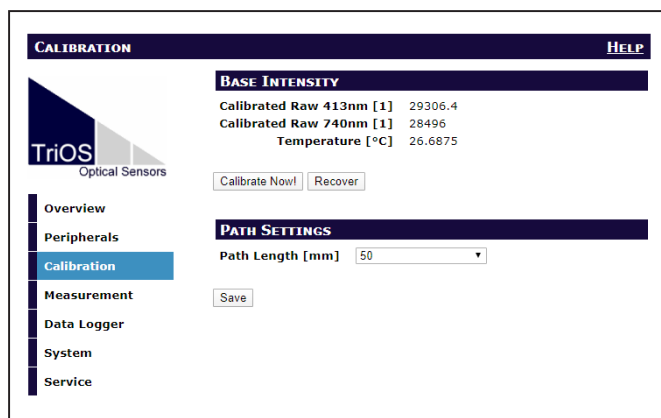 CALIBRATION
HELP
TriOS
Optical Sensors
Overview
Peripherals
Calibration
Measurement
Data Logger
System
Service
BASE INTENSITY
Calibrated Raw 413nm [1] 29306.4
Calibrated Raw 740nm [1] 28496
Temperature [°C] 26.6875
Calibrate Now! Recover
PATH SETTINGS
Path Length [mm] 50
Save